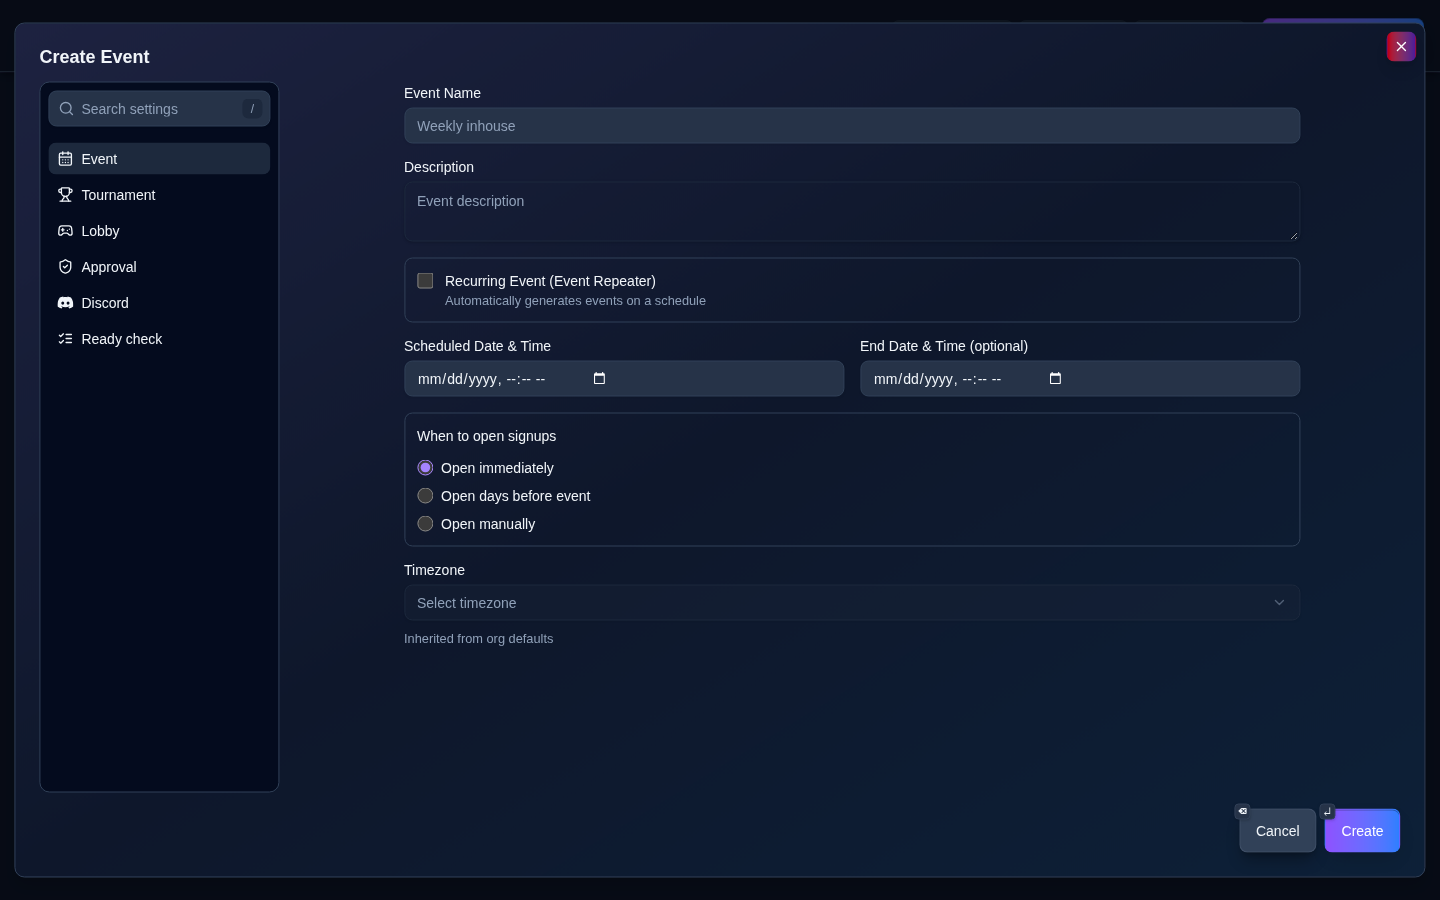 Create Event
Search settings /
Event
Tournament
Lobby
Approval
Discord
Ready check
Event Name
Weekly inhouse
Description
Event description
Recurring Event (Event Repeater)
Automatically generates events on a schedule
Scheduled Date & Time
mm/dd/yyyy, --:-- --
End Date & Time (optional)
mm/dd/yyyy, --:-- --
When to open signups
Open immediately
Open days before event
Open manually
Timezone
Select timezone
Inherited from org defaults
Cancel
Create